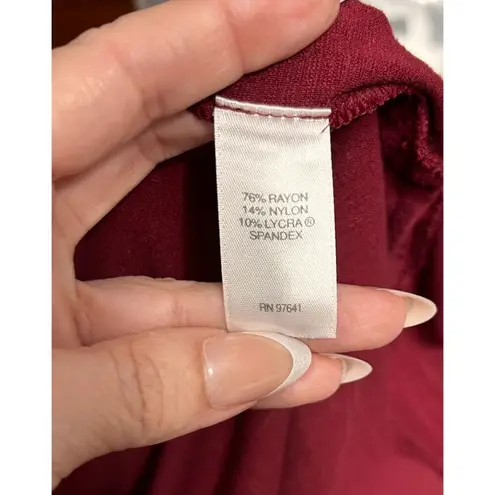 76% RAYON
14% NYLON
10% LYCRA®
SPANDEX
RN 97641